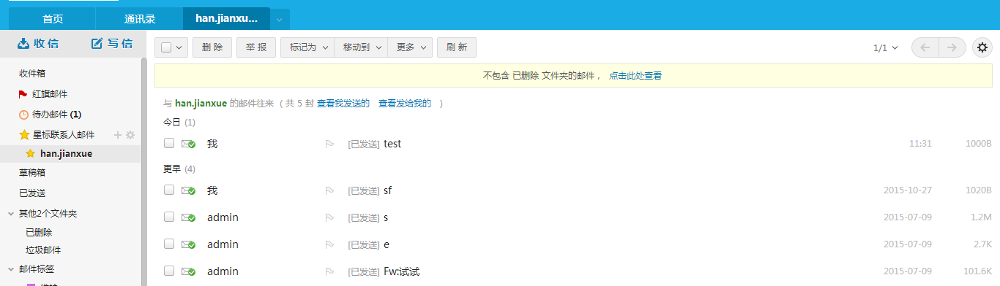 首页 通讯录 han.jianxu...
收 信 写 信
删 除 举 报 标记为 移动到 更多 刷 新 1/1
不包含 已删除 文件夹的邮件， 点击此处查看
收件箱
红旗邮件
待办邮件 (1)
星标联系人邮件
han.jianxue
草稿箱
已发送
其他2个文件夹
已删除
垃圾邮件
邮件标签
与 han.jianxue 的邮件往来 ( 共 5 封 查看我发送的 查看发给我的 )
今日 (1)
我 [已发送] test 11:31 1000B
更早 (4)
我 [已发送] sf 2015-10-27 1020B
admin [已发送] s 2015-07-09 1.2M
admin [已发送] e 2015-07-09 2.7K
admin [已发送] Fw:试试 2015-07-09 101.6K